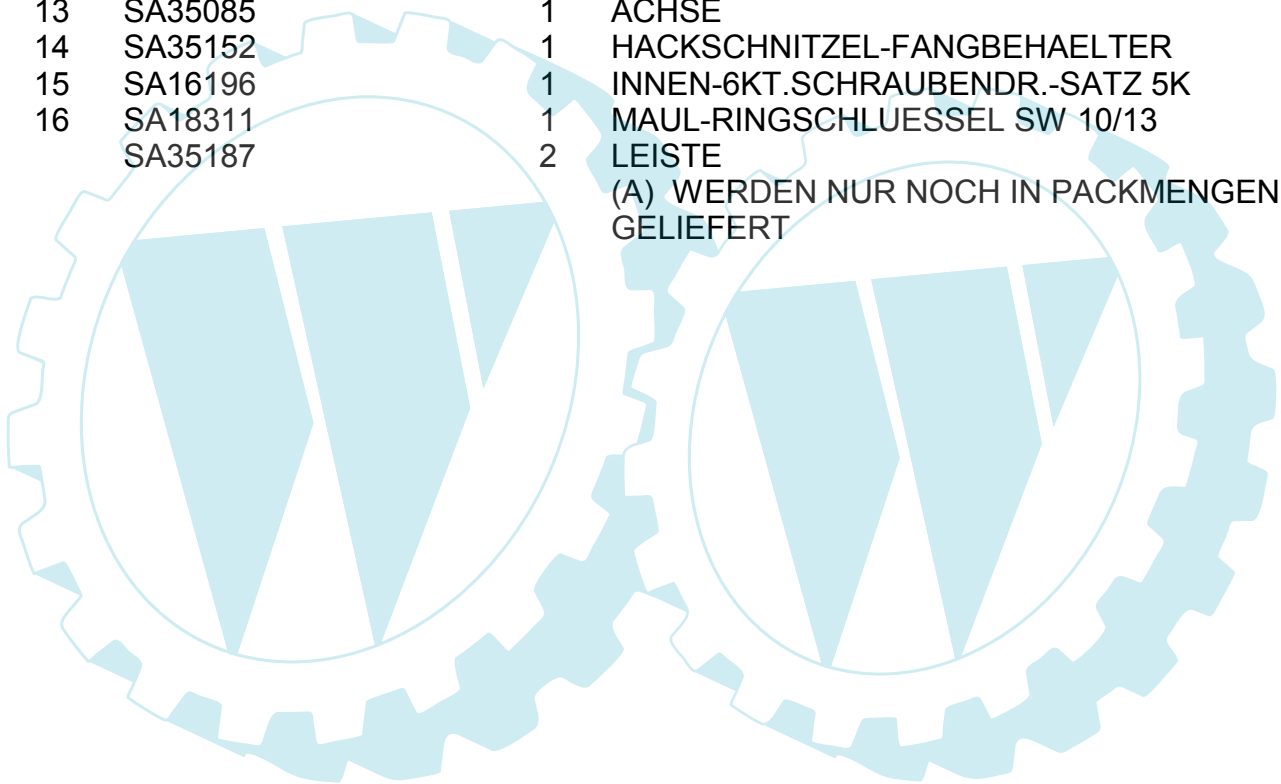 13 SA35085 1 ACHSE
14 SA35152 1 HACKSCHNITZEL-FANGBEHAELTER
15 SA16196 1 INNEN-6KT.SCHRAUBENDR.-SATZ 5K
16 SA18311 1 MAUL-RINGSCHLUESSEL SW 10/13
SA35187 2 LEISTE
(A) WERDEN NUR NOCH IN PACKMENGEN
GELIEFERT